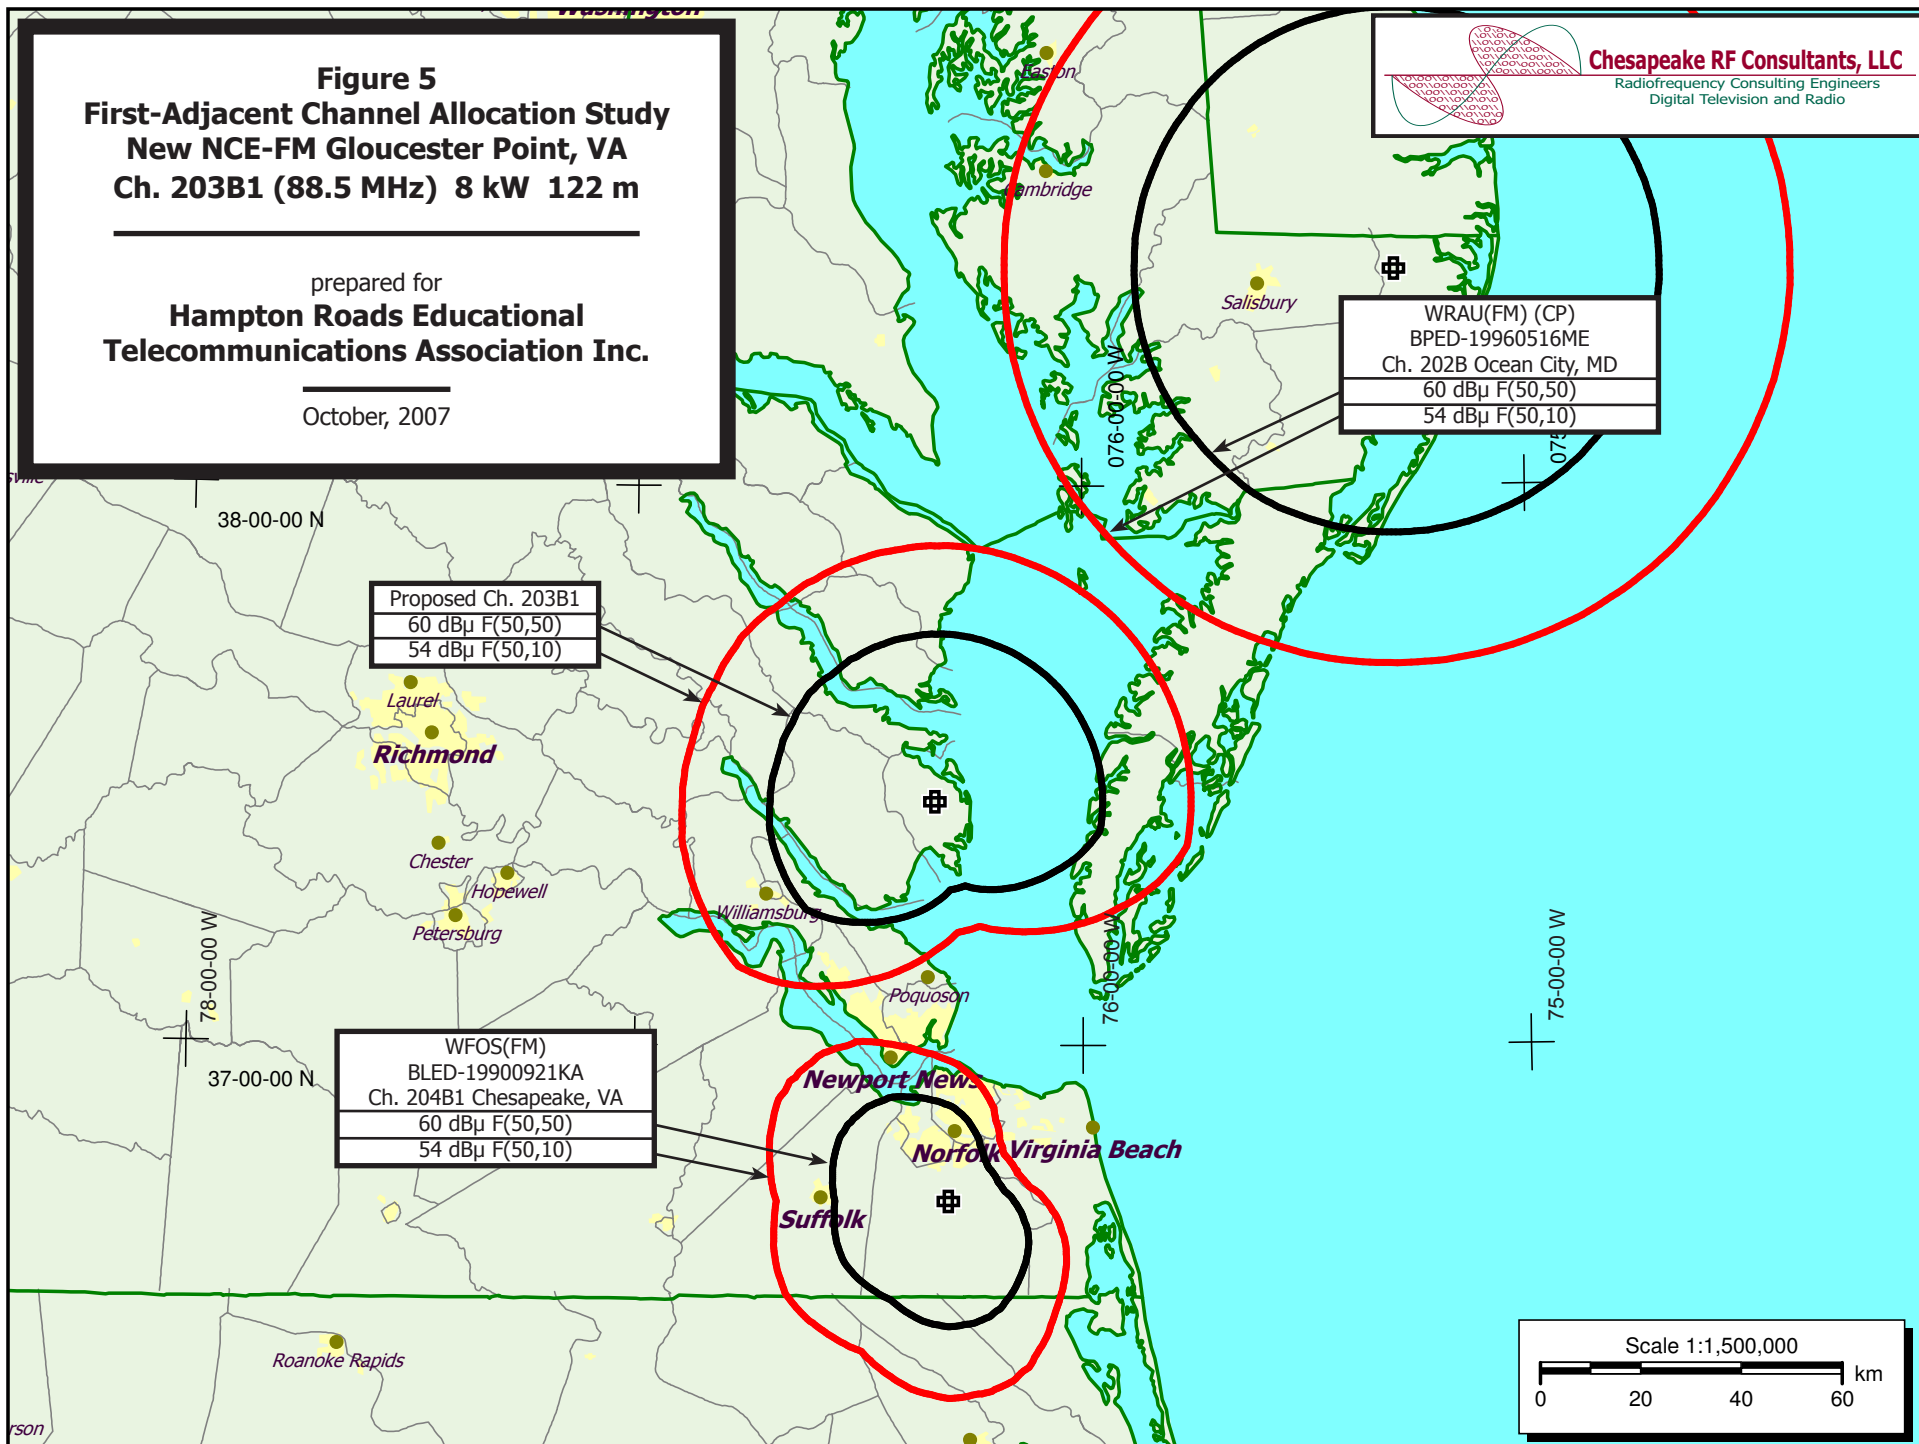 Washington
Figure 5
First-Adjacent Channel Allocation Study
New NCE-FM Gloucester Point, VA
Ch. 203B1 (88.5 MHz) 8 kW 122 m
prepared for
Hampton Roads Educational
Telecommunications Association Inc.
October, 2007
Chesapeake RF Consultants, LLC
Radiofrequency Consulting Engineers
Digital Television and Radio
Easton
Cambridge
Salisbury
WRAU(FM) (CP)
BPED-19960516ME
Ch. 202B Ocean City, MD
60 dBµ F(50,50)
54 dBµ F(50,10)
076-00-00 W
075
sville
38-00-00 N
Proposed Ch. 203B1
60 dBµ F(50,50)
54 dBµ F(50,10)
Laurel
Richmond
Chester
Hopewell
Petersburg
Williamsburg
Poquoson
78-00-00 W
76-00-00 W
75-00-00 W
37-00-00 N
WFOS(FM)
BLED-19900921KA
Ch. 204B1 Chesapeake, VA
60 dBµ F(50,50)
54 dBµ F(50,10)
Newport News
Norfolk
Virginia Beach
Suffolk
Roanoke Rapids
rson
Scale 1:1,500,000
km
0 20 40 60